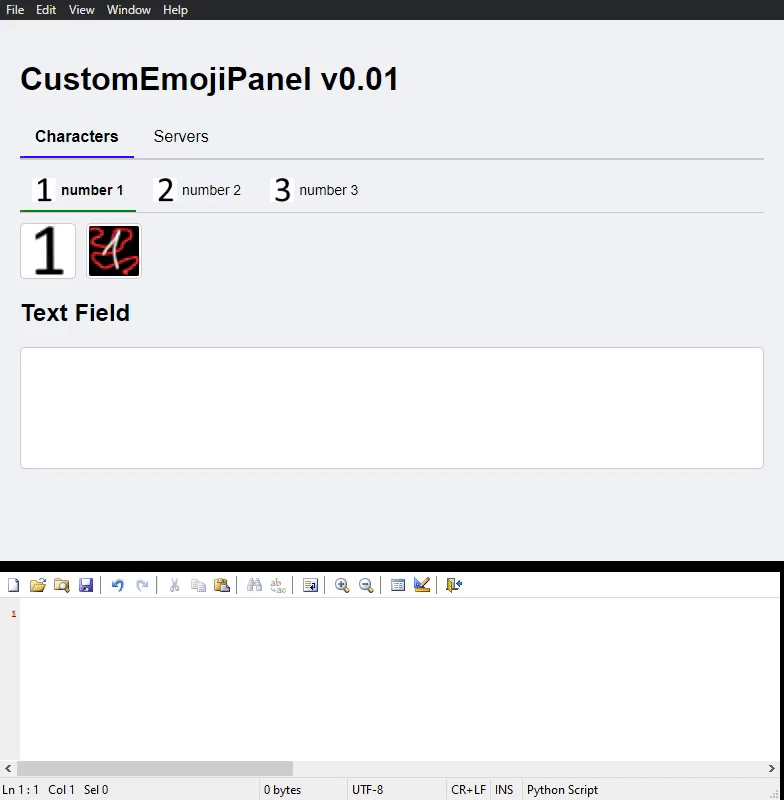 File Edit View Window Help
CustomEmojiPanel v0.01
Characters Servers
1 number 1 2 number 2 3 number 3
1 1
Text Field
1
Ln 1 : 1 Col 1 Sel 0 0 bytes UTF-8 CR+LF INS Python Script